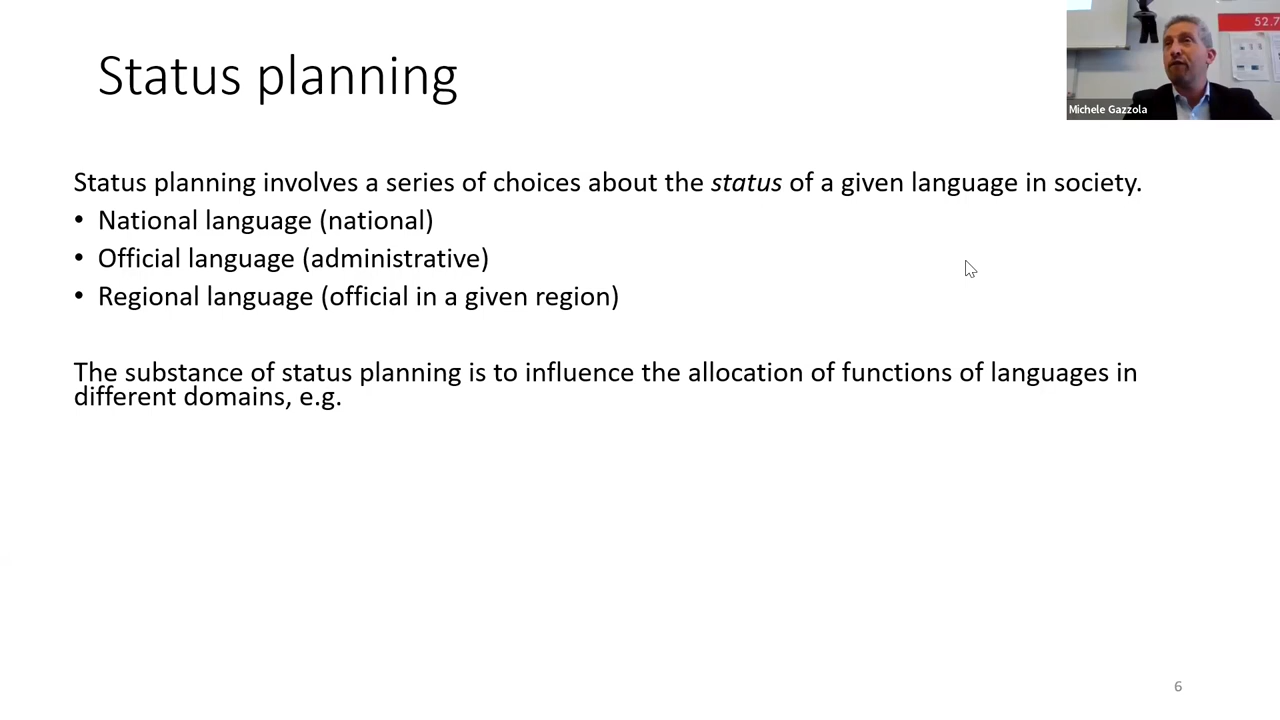 Status planning
52.7
Michele Gazzola
Status planning involves a series of choices about the status of a given language in society.
• National language (national)
• Official language (administrative)
• Regional language (official in a given region)
The substance of status planning is to influence the allocation of functions of languages in
different domains, e.g.
6